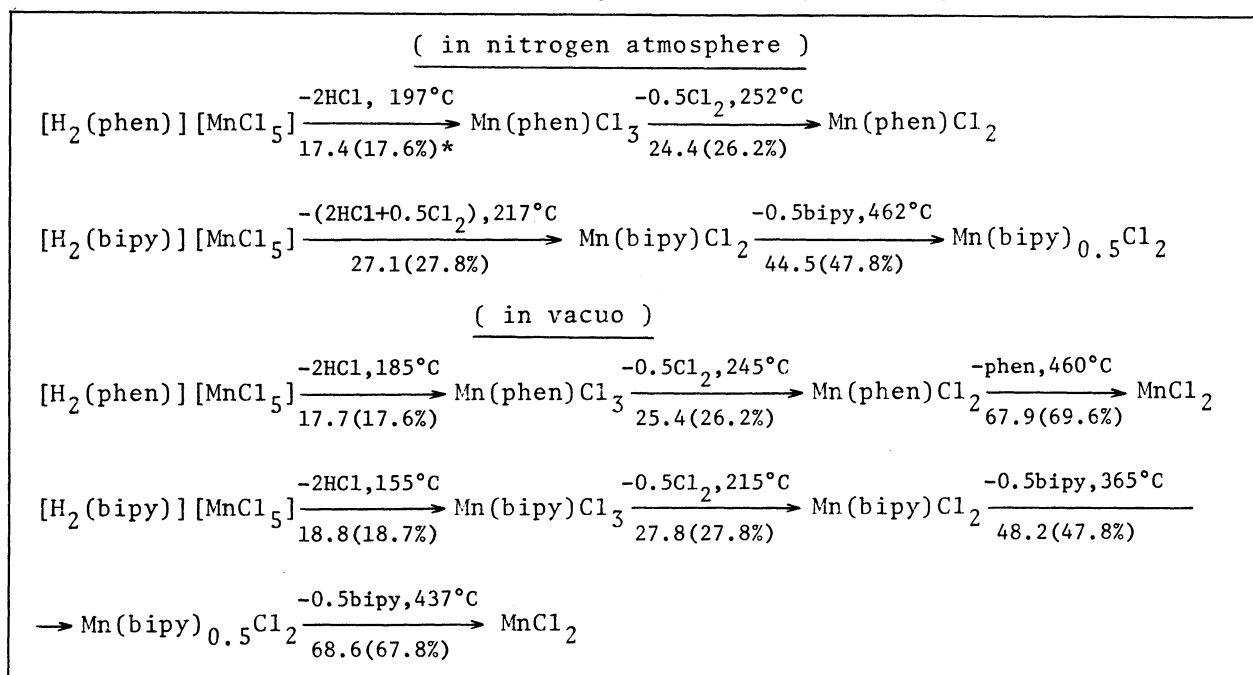 ( in nitrogen atmosphere )
-2HCl, 197°C -0.5Cl₂,252°C
[H₂(phen)][MnCl₅] → Mn(phen)Cl₃ → Mn(phen)Cl₂
17.4(17.6%)* 24.4(26.2%)
-(2HCl+0.5Cl₂),217°C -0.5bipy,462°C
[H₂(bipy)][MnCl₅] → Mn(bipy)Cl₂ → Mn(bipy)₀.₅Cl₂
27.1(27.8%) 44.5(47.8%)
( in vacuo )
-2HCl,185°C -0.5Cl₂,245°C -phen,460°C
[H₂(phen)][MnCl₅] → Mn(phen)Cl₃ → Mn(phen)Cl₂ → MnCl₂
17.7(17.6%) 25.4(26.2%) 67.9(69.6%)
-2HCl,155°C -0.5Cl₂,215°C -0.5bipy,365°C
[H₂(bipy)][MnCl₅] → Mn(bipy)Cl₃ → Mn(bipy)Cl₂
18.8(18.7%) 27.8(27.8%) 48.2(47.8%)
-0.5bipy,437°C
→ Mn(bipy)₀.₅Cl₂ → MnCl₂
68.6(67.8%)